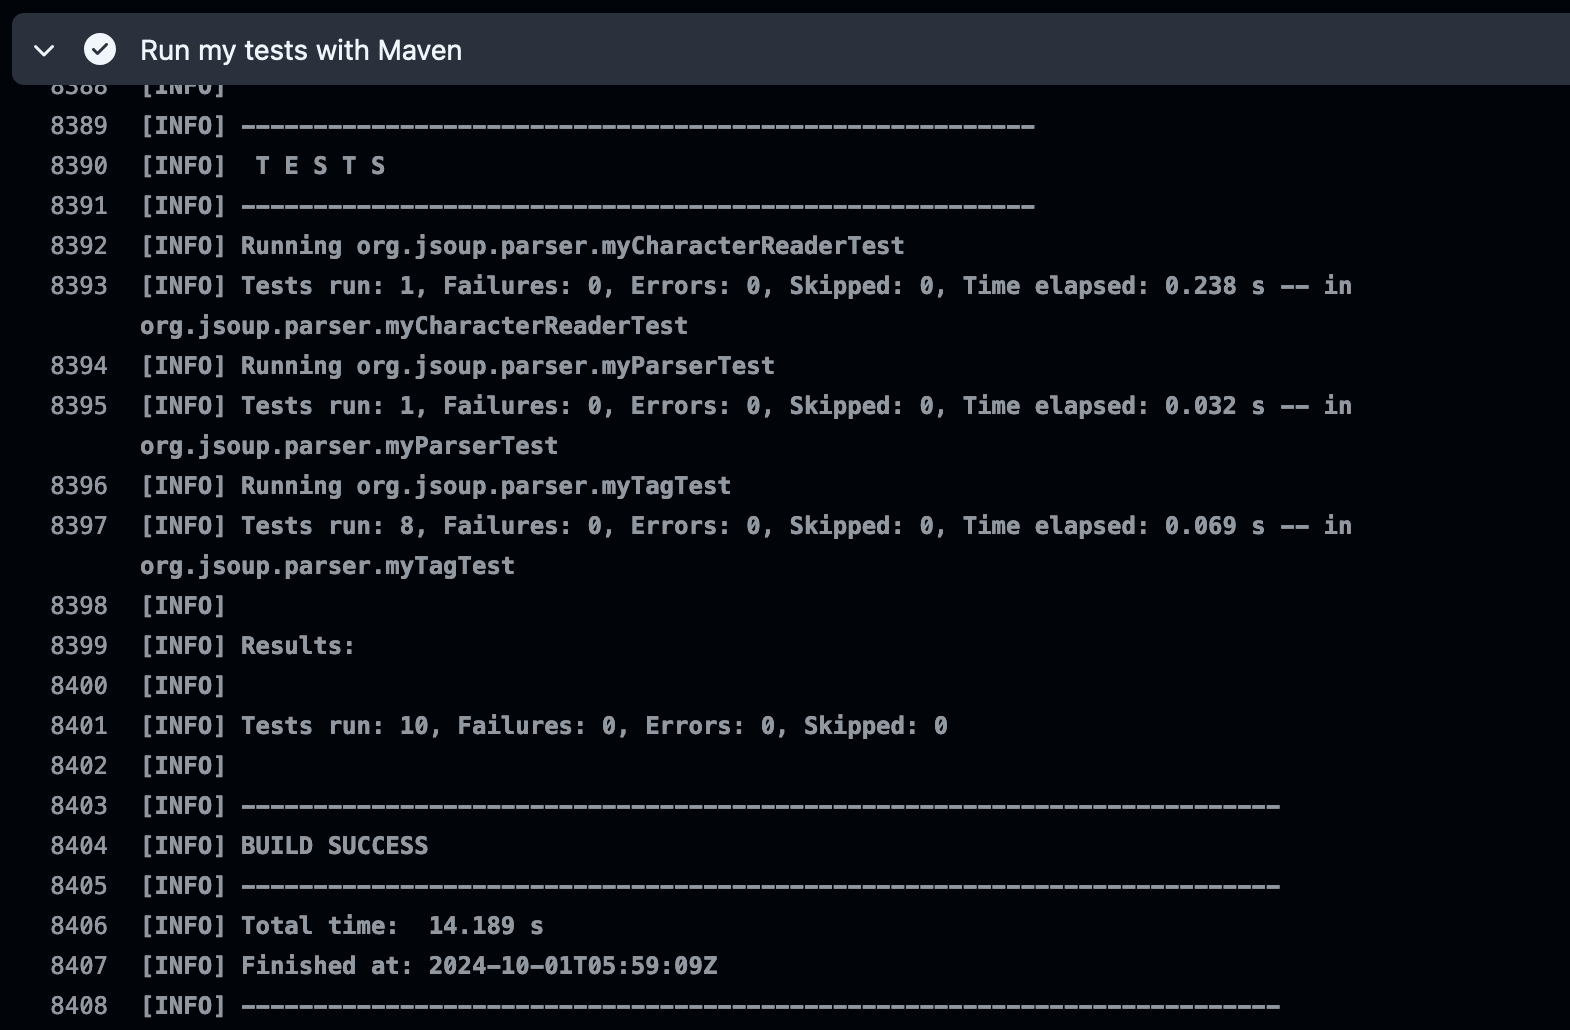 Run my tests with Maven
8388 [INFO]
8389 [INFO] -------------------------------------------------------
8390 [INFO]  T E S T S
8391 [INFO] -------------------------------------------------------
8392 [INFO] Running org.jsoup.parser.myCharacterReaderTest
8393 [INFO] Tests run: 1, Failures: 0, Errors: 0, Skipped: 0, Time elapsed: 0.238 s -- in
org.jsoup.parser.myCharacterReaderTest
8394 [INFO] Running org.jsoup.parser.myParserTest
8395 [INFO] Tests run: 1, Failures: 0, Errors: 0, Skipped: 0, Time elapsed: 0.032 s -- in
org.jsoup.parser.myParserTest
8396 [INFO] Running org.jsoup.parser.myTagTest
8397 [INFO] Tests run: 8, Failures: 0, Errors: 0, Skipped: 0, Time elapsed: 0.069 s -- in
org.jsoup.parser.myTagTest
8398 [INFO]
8399 [INFO] Results:
8400 [INFO]
8401 [INFO] Tests run: 10, Failures: 0, Errors: 0, Skipped: 0
8402 [INFO]
8403 [INFO] ------------------------------------------------------------------------
8404 [INFO] BUILD SUCCESS
8405 [INFO] ------------------------------------------------------------------------
8406 [INFO] Total time:  14.189 s
8407 [INFO] Finished at: 2024-10-01T05:59:09Z
8408 [INFO] ------------------------------------------------------------------------